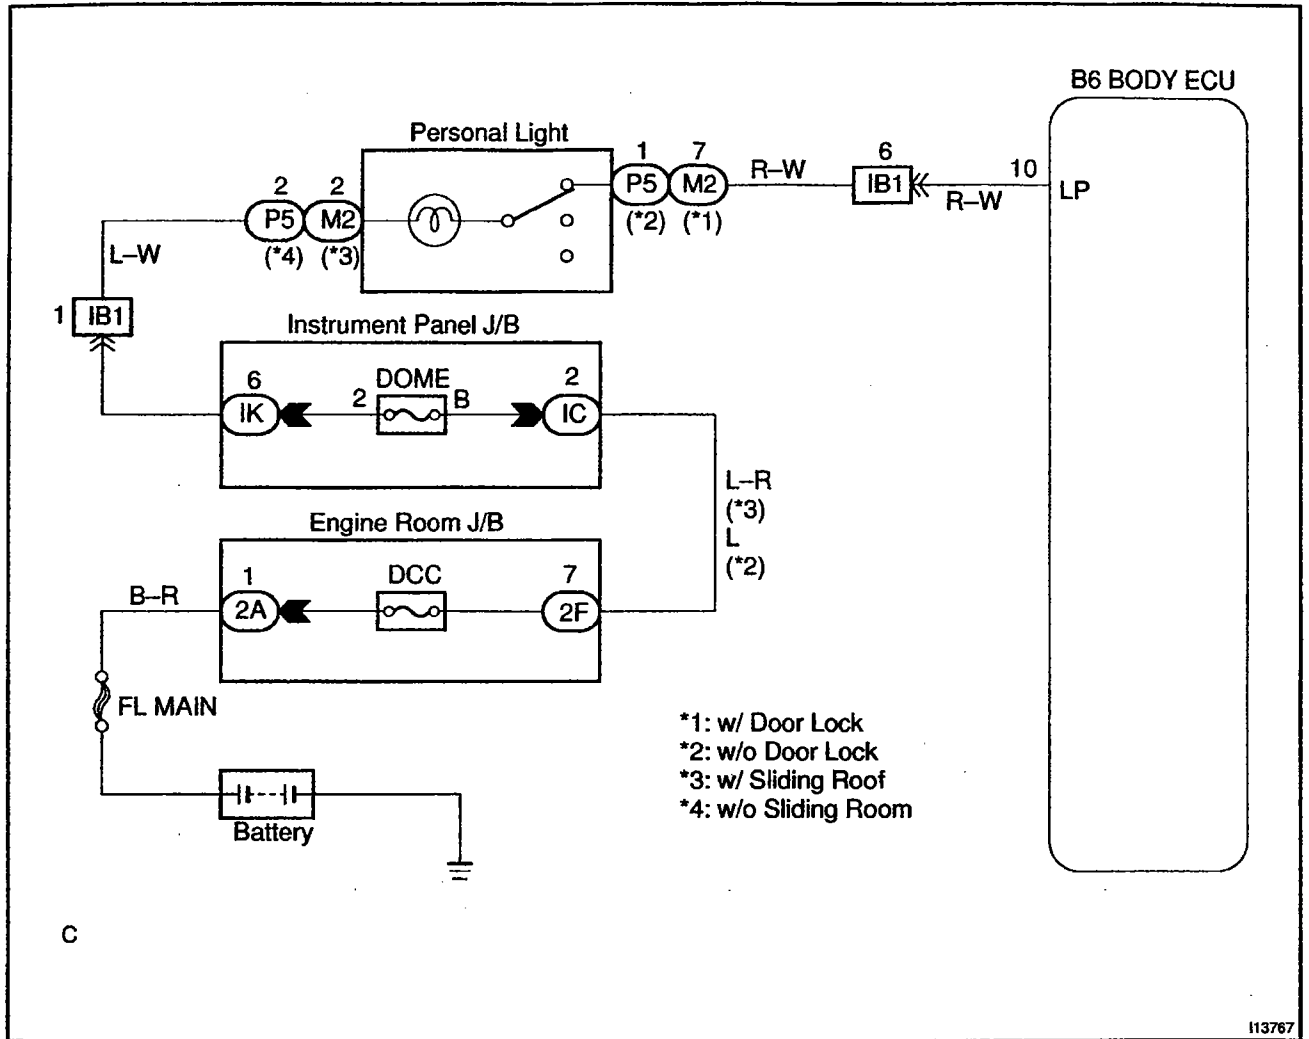 B6 BODY ECU
Personal Light
2 2
P5 M2
(*4) (*3)
1 7
P5 M2
(*2) (*1)
R–W
6
IB1
R–W
10
LP
L–W
1 IB1
Instrument Panel J/B
6
IK
DOME
2 B
2
IC
L–R
(*3)
L
(*2)
Engine Room J/B
B–R
1
2A
DCC
7
2F
FL MAIN
Battery
*1: w/ Door Lock
*2: w/o Door Lock
*3: w/ Sliding Roof
*4: w/o Sliding Room
C
I13767